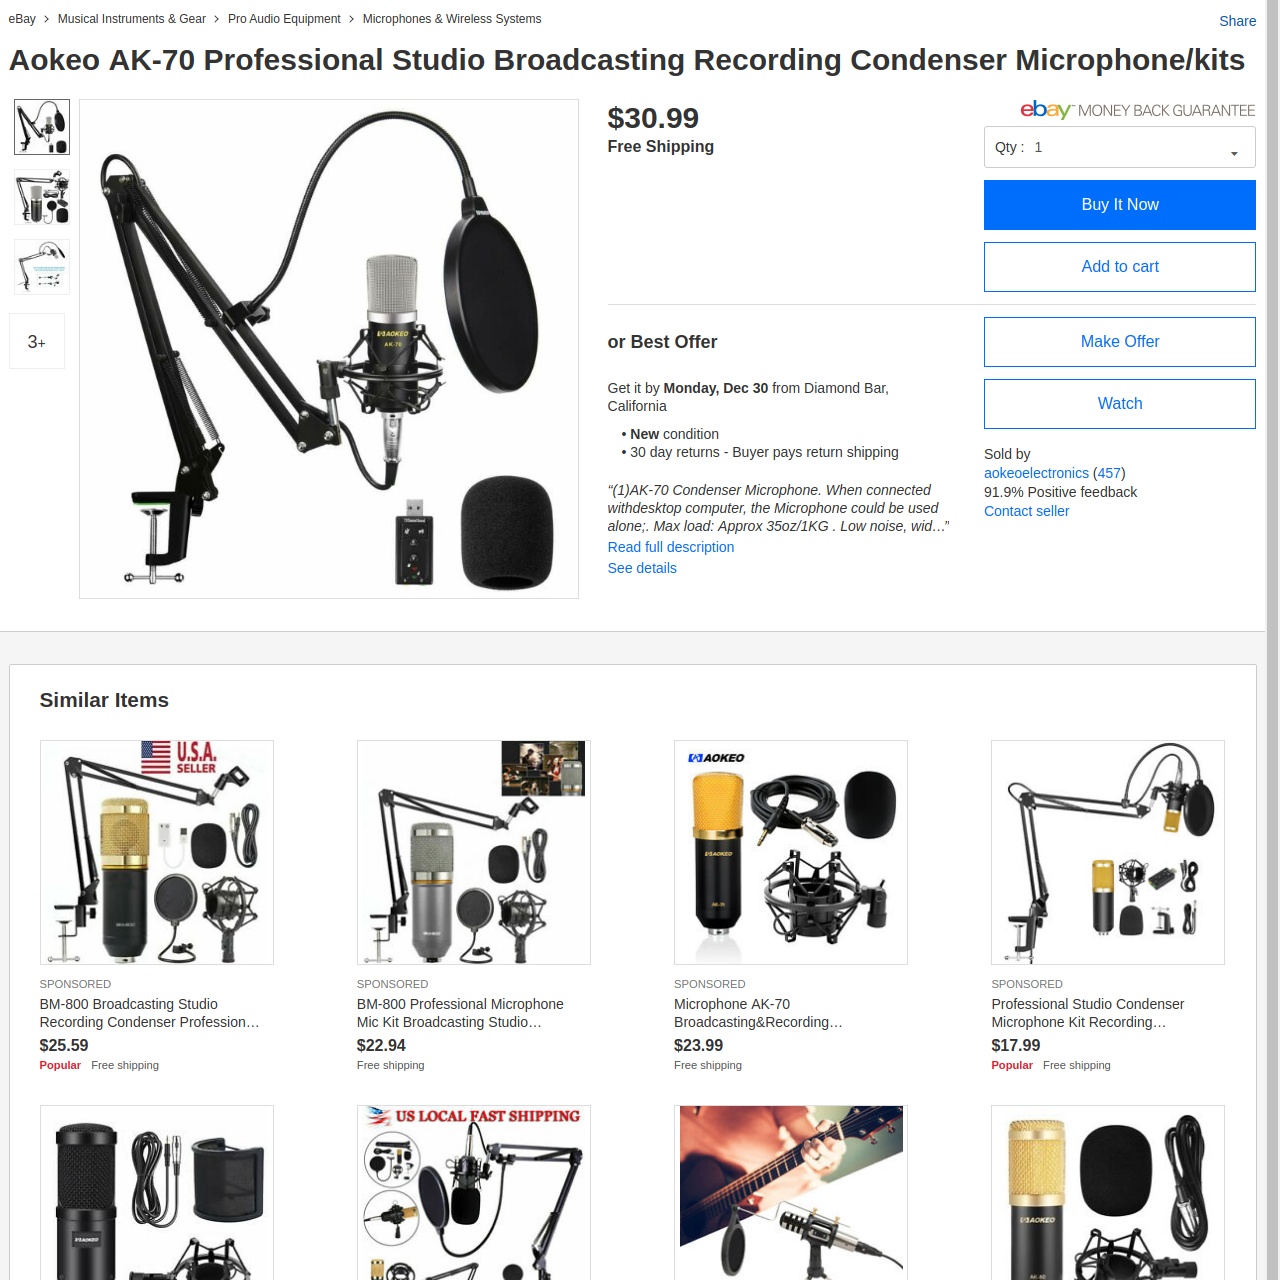 eBay > Musical Instruments & Gear > Pro Audio Equipment > Microphones & Wireless Systems
Share
Aokeo AK-70 Professional Studio Broadcasting Recording Condenser Microphone/kits
3+
AOKEO
AK-70
$30.99
Free Shipping
ebay MONEY BACK GUARANTEE
Qty : 1
Buy It Now
Add to cart
or Best Offer
Make Offer
Watch
Get it by Monday, Dec 30 from Diamond Bar,
California
• New condition
• 30 day returns - Buyer pays return shipping
“(1)AK-70 Condenser Microphone. When connected
withdesktop computer, the Microphone could be used
alone;. Max load: Approx 35oz/1KG . Low noise, wid…”
Read full description
See details
Sold by
aokeoelectronics (457)
91.9% Positive feedback
Contact seller
Similar Items
U.S.A.
SELLER
SPONSORED
BM-800 Broadcasting Studio
Recording Condenser Profession…
$25.59
Popular Free shipping
SPONSORED
BM-800 Professional Microphone
Mic Kit Broadcasting Studio…
$22.94
Free shipping
AOKEO
AOKEO
SPONSORED
Microphone AK-70
Broadcasting&Recording…
$23.99
Free shipping
SPONSORED
Professional Studio Condenser
Microphone Kit Recording…
$17.99
Popular Free shipping
AOKEO
US LOCAL FAST SHIPPING
AOKEO